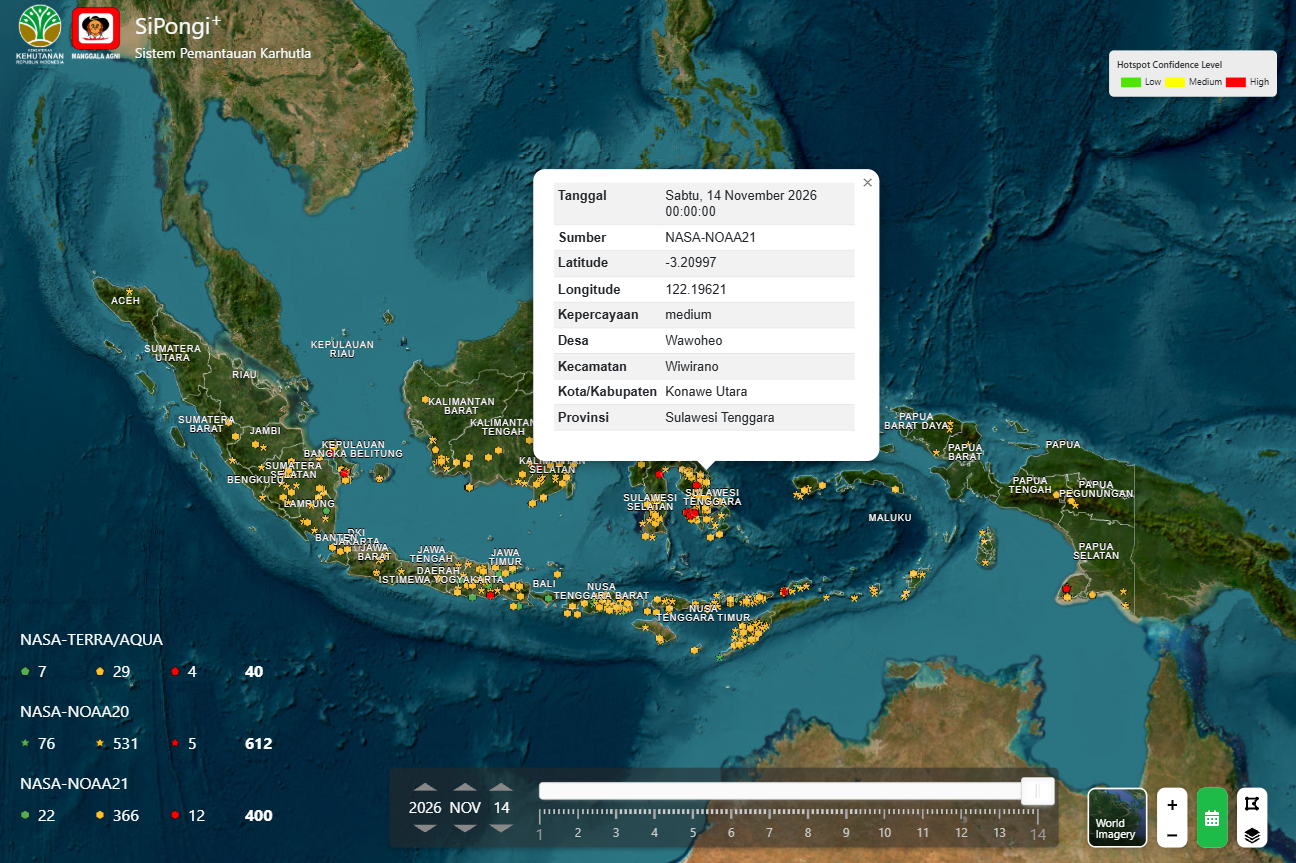 SiPongi+
Sistem Pemantauan Karhutla
KEMENTERIAN
KEHUTANAN
REPUBLIK INDONESIA
MANGGALA AGNI
Hotspot Confidence Level
Low Medium High
Tanggal Sabtu, 14 November 2026
00:00:00
Sumber NASA-NOAA21
Latitude -3.20997
Longitude 122.19621
Kepercayaan medium
Desa Wawoheo
Kecamatan Wiwirano
Kota/Kabupaten Konawe Utara
Provinsi Sulawesi Tenggara
ACEH
SUMATERA
UTARA
RIAU
KEPULAUAN
RIAU
SUMATERA
BARAT
JAMBI
KEPULAUAN
BANGKA BELITUNG
SUMATERA
SELATAN
BENGKULU
LAMPUNG
DKI
JAKARTA
BANTEN
JAWA
BARAT
JAWA
TENGAH
DAERAH
ISTIMEWA YOGYAKARTA
JAWA
TIMUR
BALI
NUSA
TENGGARA BARAT
NUSA
TENGGARA TIMUR
KALIMANTAN
BARAT
KALIMANTAN
TENGAH
KALIMANTAN
SELATAN
SULAWESI
SELATAN
SULAWESI
TENGGARA
MALUKU
PAPUA
BARAT DAYA
PAPUA
BARAT
PAPUA
PAPUA
TENGAH
PAPUA
PEGUNUNGAN
PAPUA
SELATAN
NASA-TERRA/AQUA
7 29 4 40
NASA-NOAA20
76 531 5 612
NASA-NOAA21
22 366 12 400
2026 NOV 14
1 2 3 4 5 6 7 8 9 10 11 12 13 14
World
Imagery
+
−